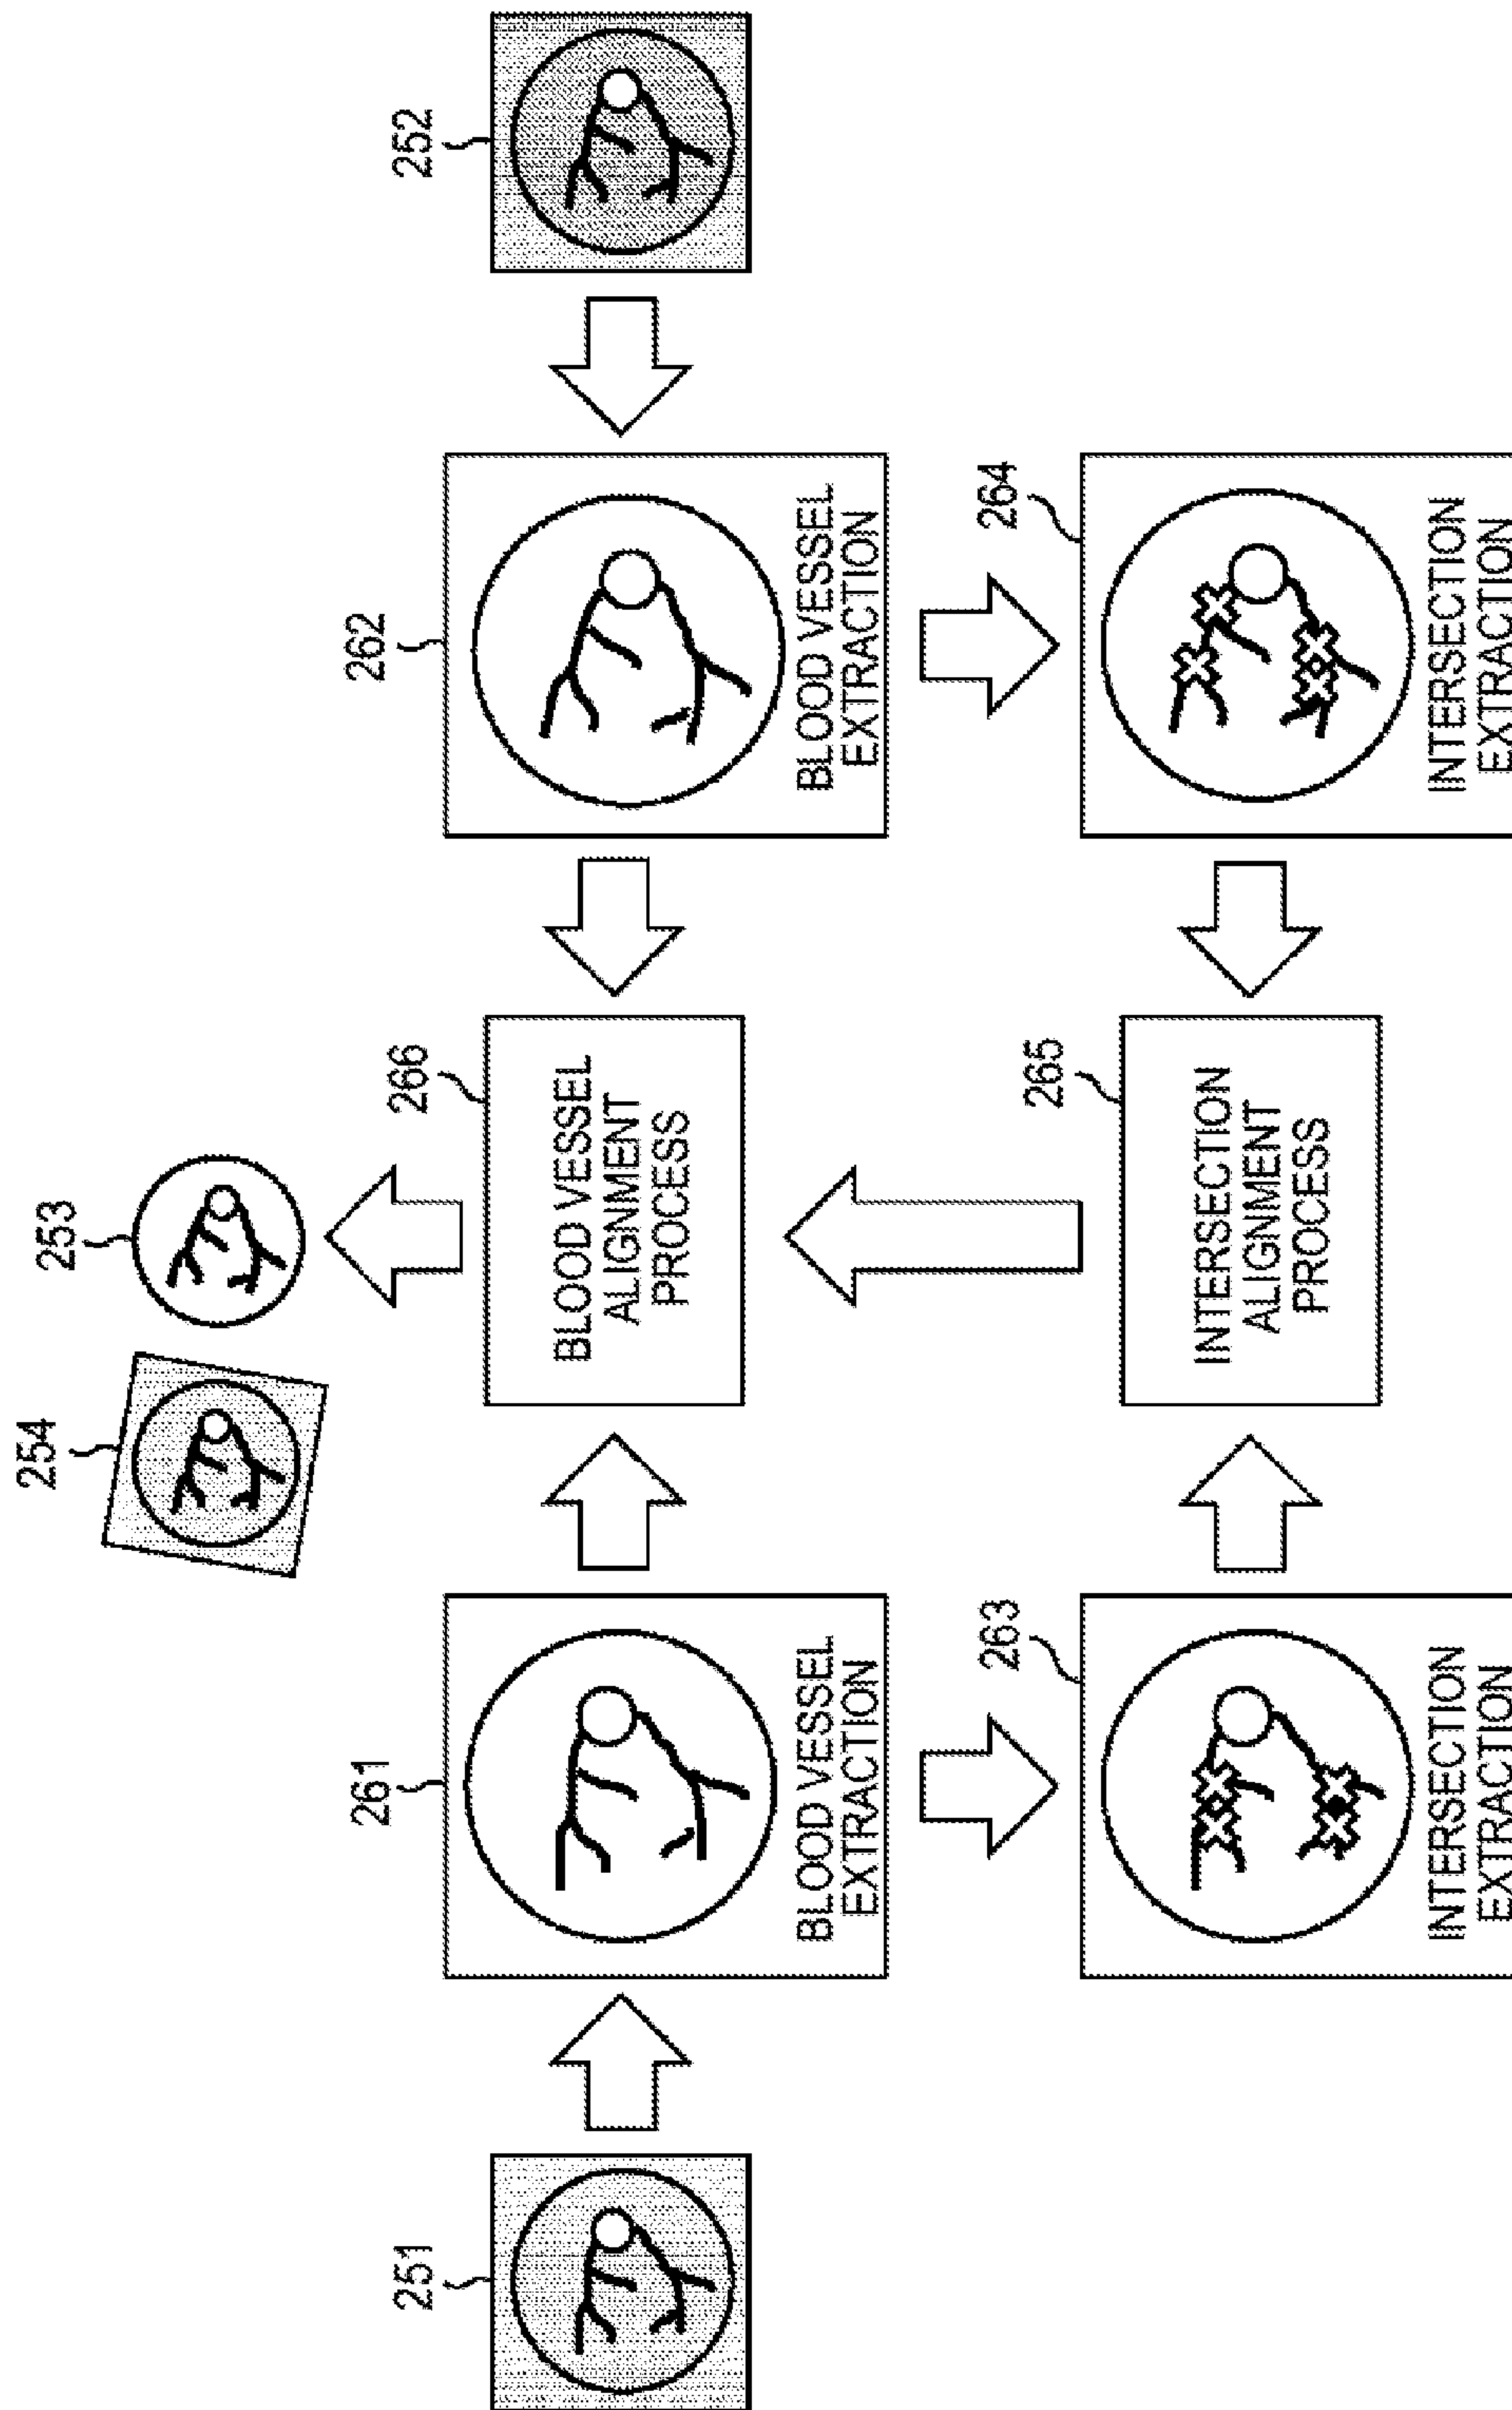 254
253
251
261
266
262
252
BLOOD VESSEL
ALIGNMENT
PROCESS
BLOOD VESSEL
EXTRACTION
BLOOD VESSEL
EXTRACTION
263
265
264
INTERSECTION
ALIGNMENT
PROCESS
INTERSECTION
EXTRACTION
INTERSECTION
EXTRACTION